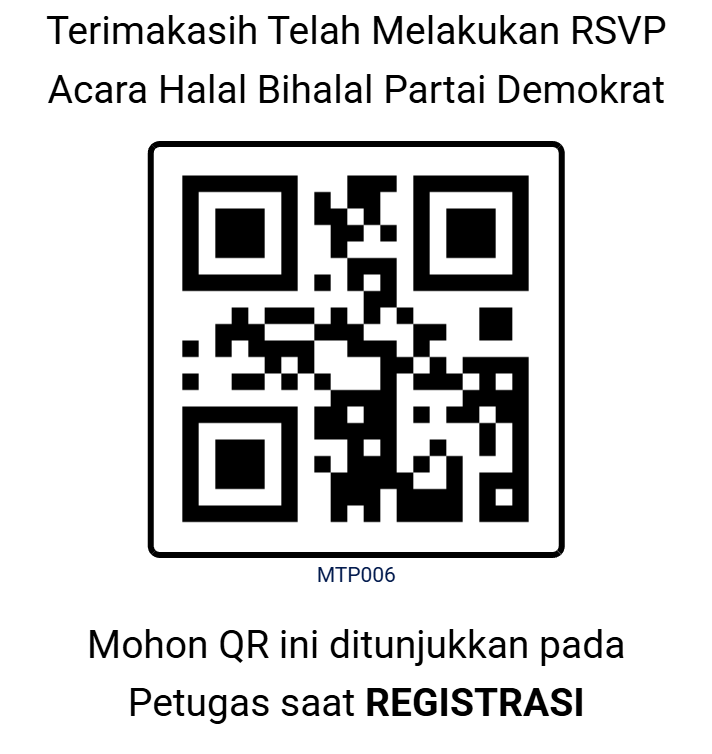 Terimakasih Telah Melakukan RSVP
Acara Halal Bihalal Partai Demokrat
MTP006
Mohon QR ini ditunjukkan pada
Petugas saat REGISTRASI